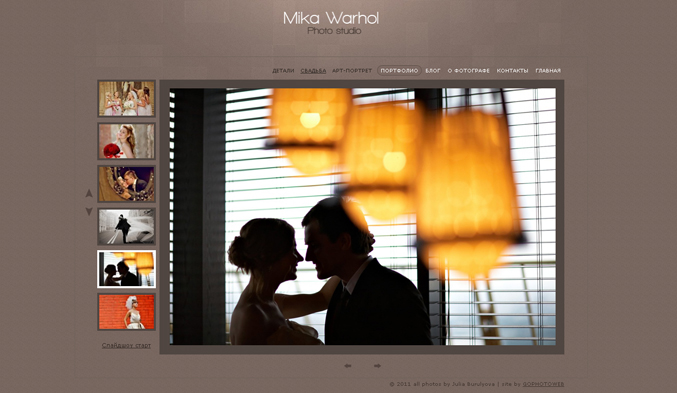 Mika Warhol
Photo studio
ДЕТАЛИ СВАДЬБА АРТ-ПОРТРЕТ ПОРТФОЛИО БЛОГ О ФОТОГРАФЕ КОНТАКТЫ ГЛАВНАЯ
Слайдшоу старт
© 2011 all photos by Julia Burulyova | site by